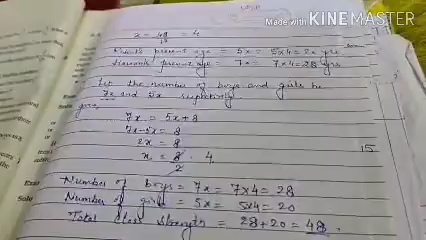 Made with KINEMASTER
x = 48/12 = 4
present age = 5x = 5x4 = 20 yrs
present age = 7x = 7x4 = 28 yrs
Let the number of boys and girls be
7x and 5x respectively
7x = 5x+8
7x-5x = 8
2x = 8
x = 8/2 . 4
15
Number of boys = 7x = 7x4 = 28
Number of girls = 5x = 5x4 = 20
Total class strength = 28+20 = 48.